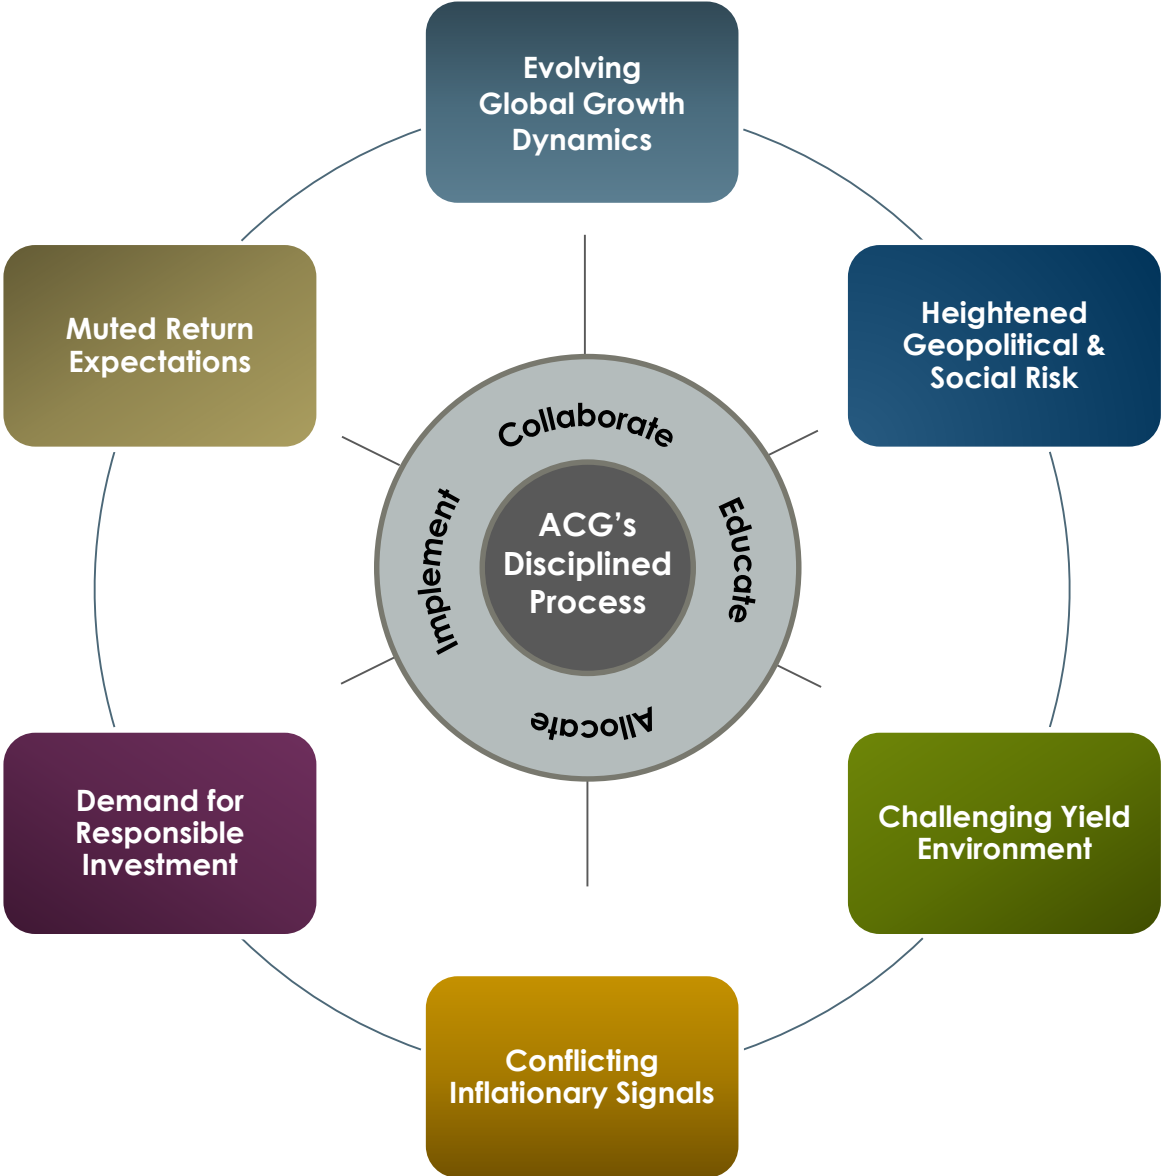 Evolving
Global Growth
Dynamics
Heightened
Geopolitical &
Social Risk
Challenging Yield
Environment
Conflicting
Inflationary Signals
Demand for
Responsible
Investment
Muted Return
Expectations
Collaborate
Educate
Allocate
Implement
ACG’s
Disciplined
Process